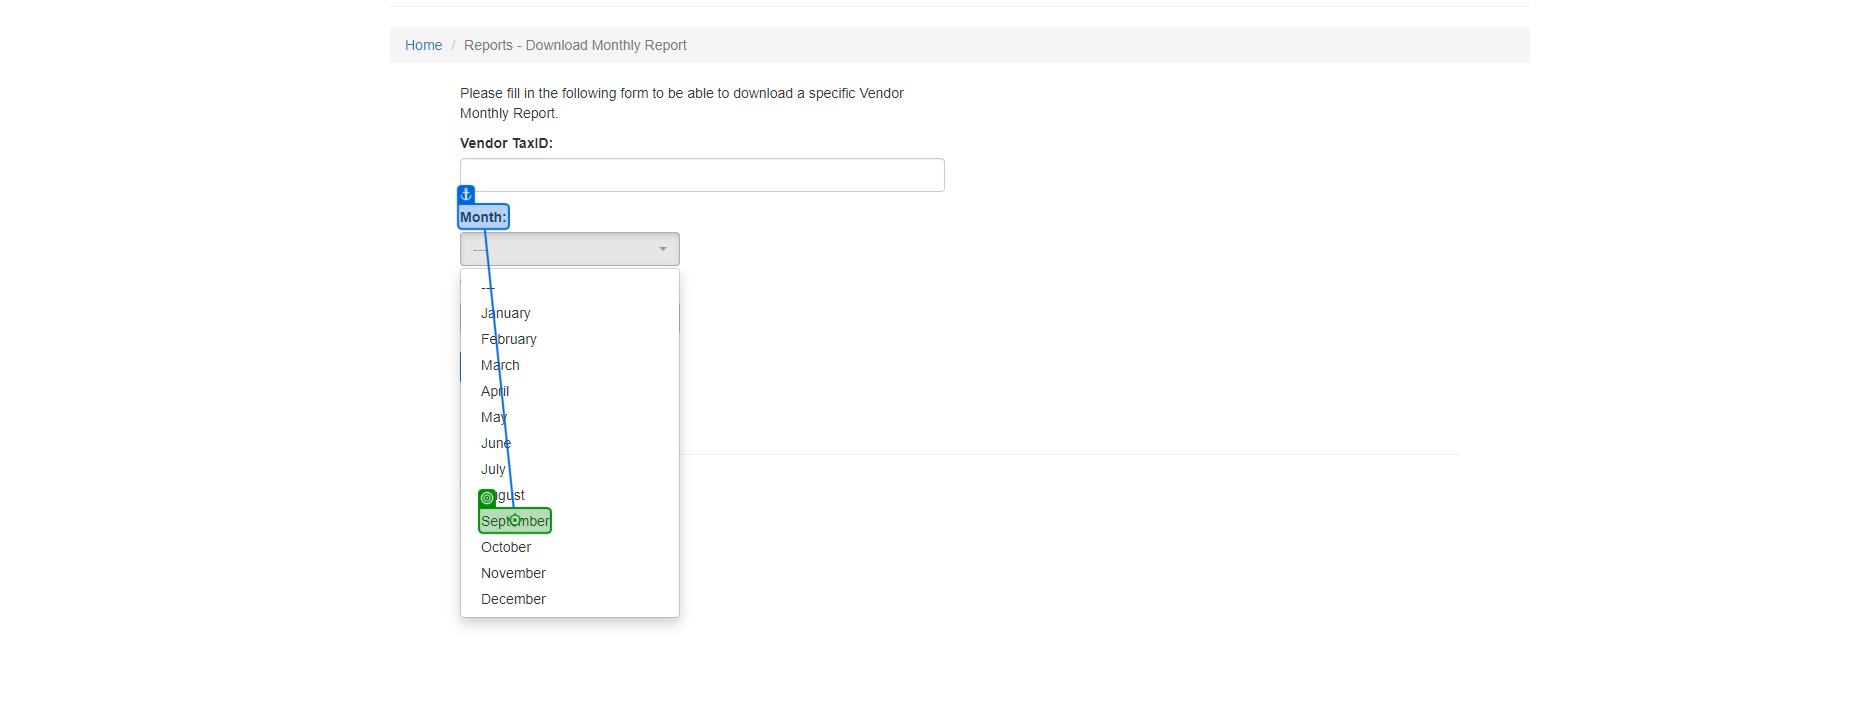 Home / Reports - Download Monthly Report
Please fill in the following form to be able to download a specific Vendor
Monthly Report.
Vendor TaxID:
Month:
---
---
January
February
March
April
May
June
July
August
September
October
November
December